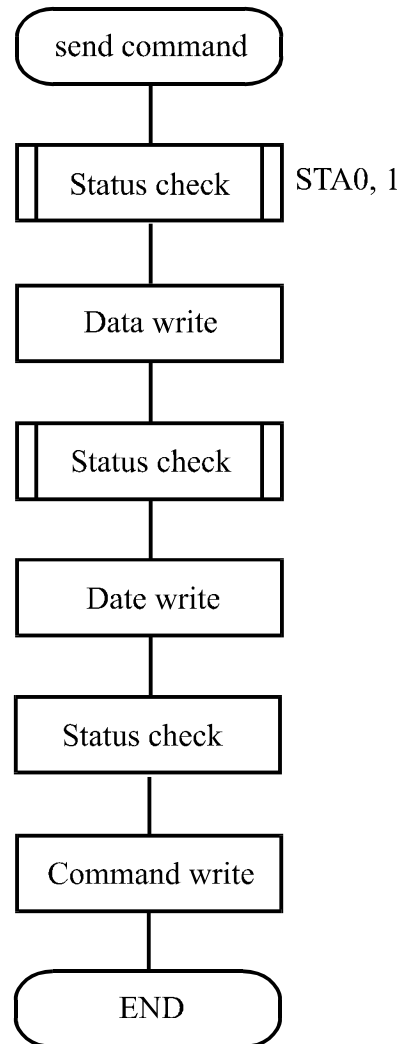 send command
Status check
STA0, 1
Data write
Status check
Date write
Status check
Command write
END